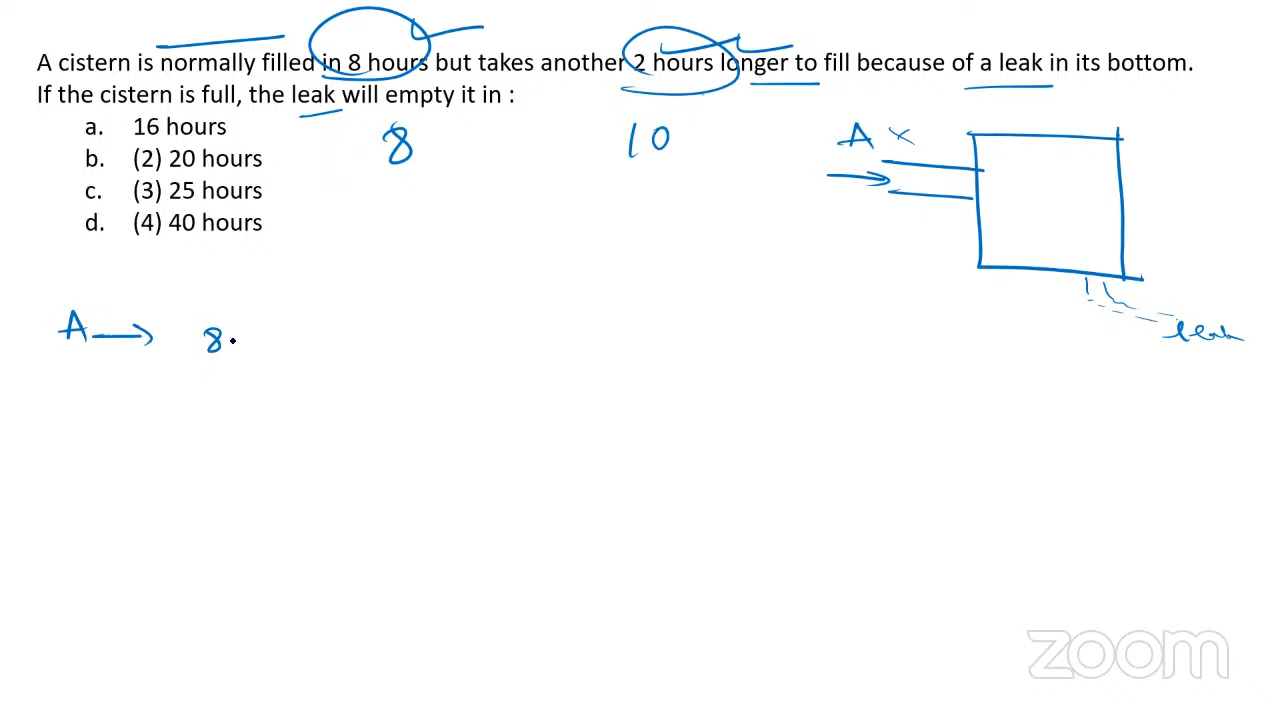 A cistern is normally filled in 8 hours but takes another 2 hours longer to fill because of a leak in its bottom.
If the cistern is full, the leak will empty it in :
a. 16 hours
b. (2) 20 hours
c. (3) 25 hours
d. (4) 40 hours
8 10 A ×
leak
A → 8.
zoom